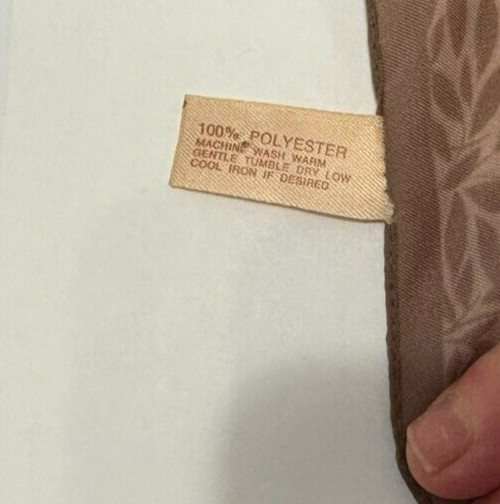 100% POLYESTER
MACHINE WASH WARM
GENTLE TUMBLE DRY LOW
COOL IRON IF DESIRED